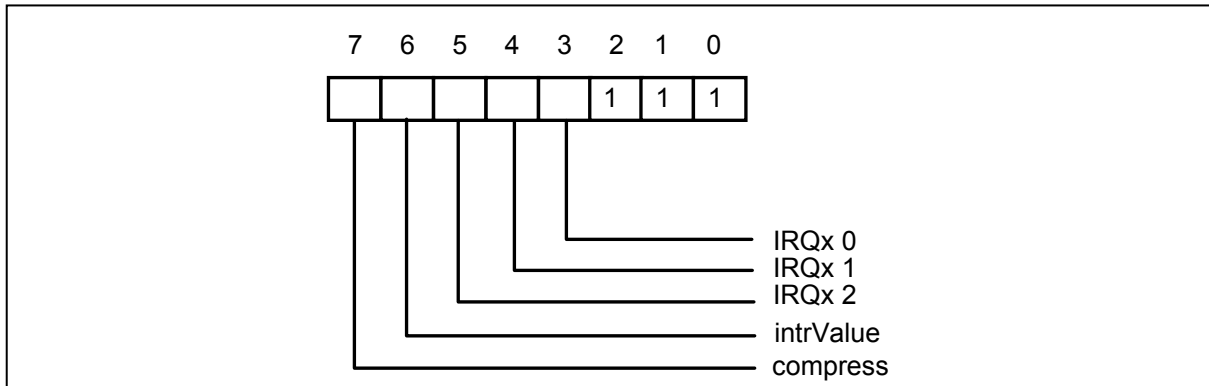 7 6 5 4 3 2 1 0
1 1 1
IRQx 0
IRQx 1
IRQx 2
intrValue
compress